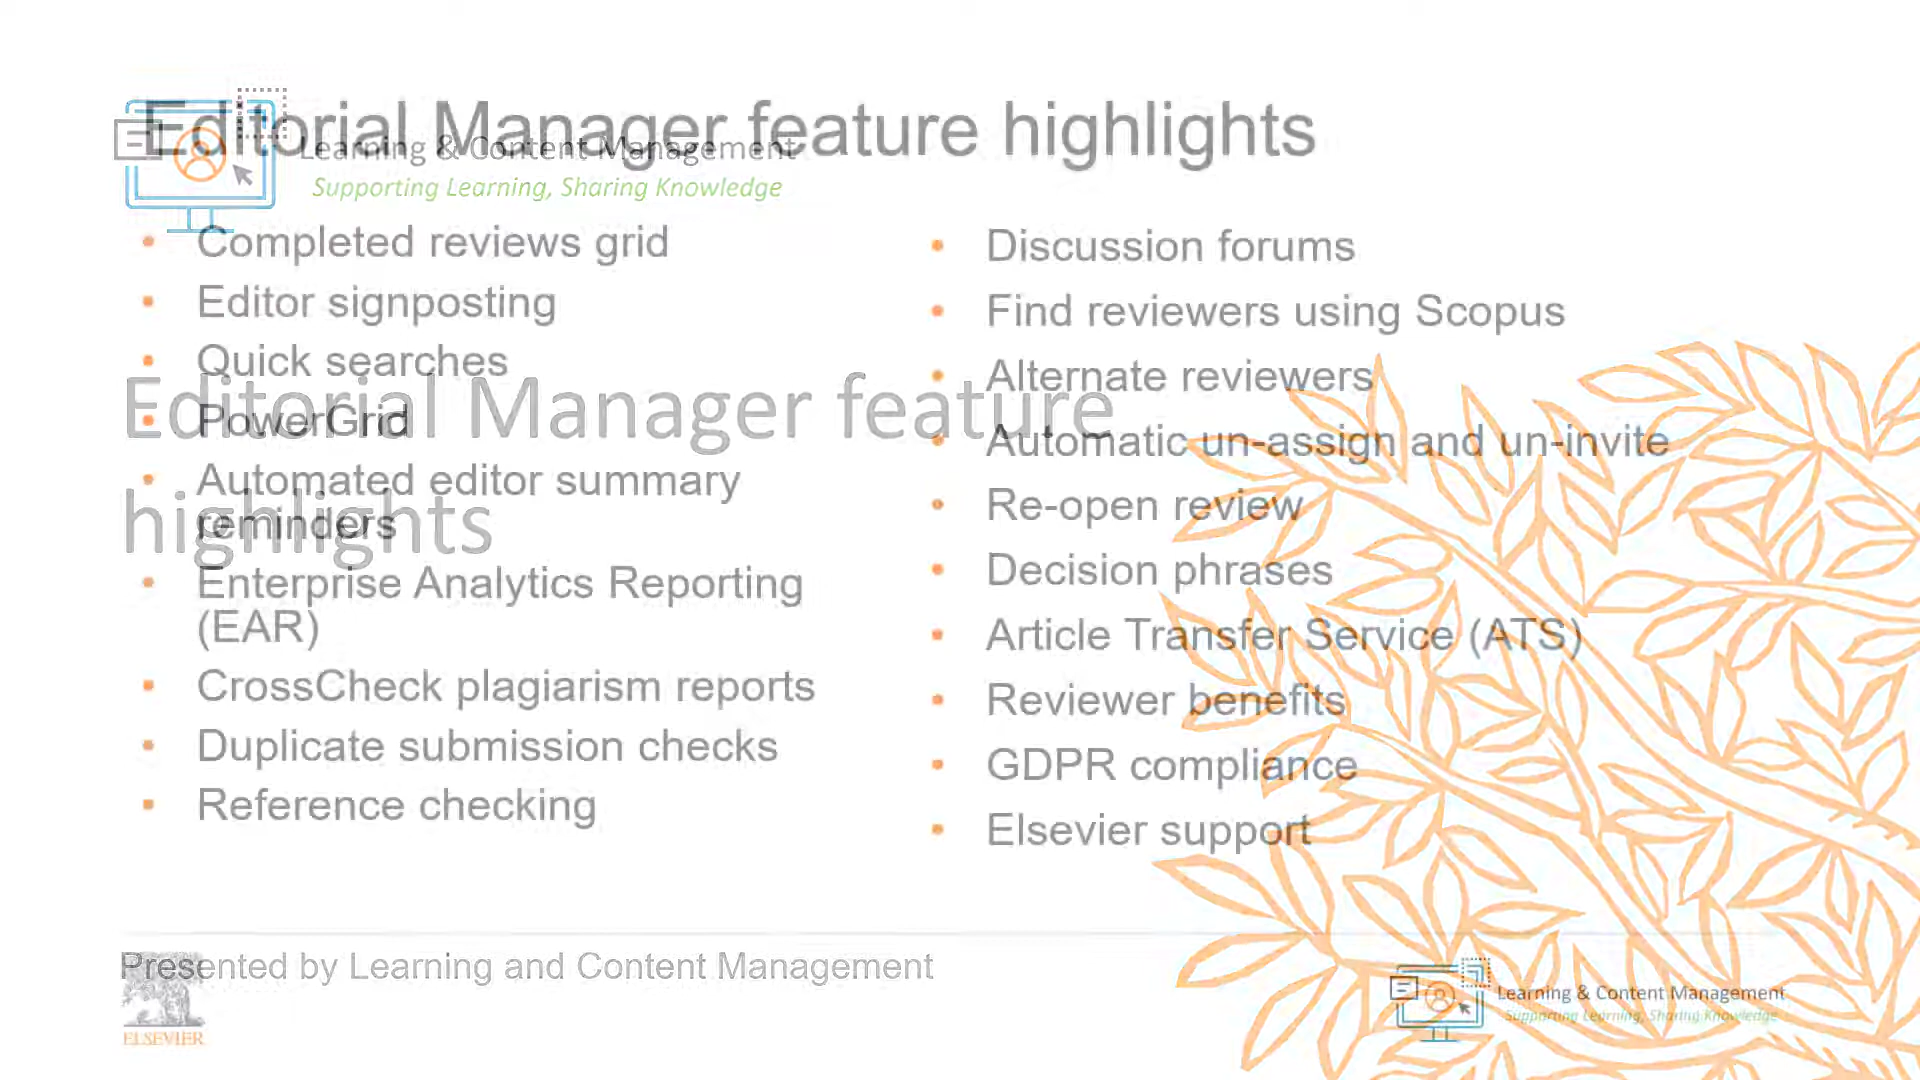 Editorial Manager feature highlights
Learning & Content Management
Supporting Learning, Sharing Knowledge
• Completed reviews grid
• Editor signposting
• Quick searches
• PowerGrid
• Automated editor summary
reminders
• Enterprise Analytics Reporting
(EAR)
• CrossCheck plagiarism reports
• Duplicate submission checks
• Reference checking
• Discussion forums
• Find reviewers using Scopus
• Alternate reviewers
• Automatic un-assign and un-invite
• Re-open review
• Decision phrases
• Article Transfer Service (ATS)
• Reviewer benefits
• GDPR compliance
• Elsevier support
Editorial Manager feature
highlights
Presented by Learning and Content Management
ELSEVIER
Learning & Content Management
Supporting Learning, Sharing Knowledge